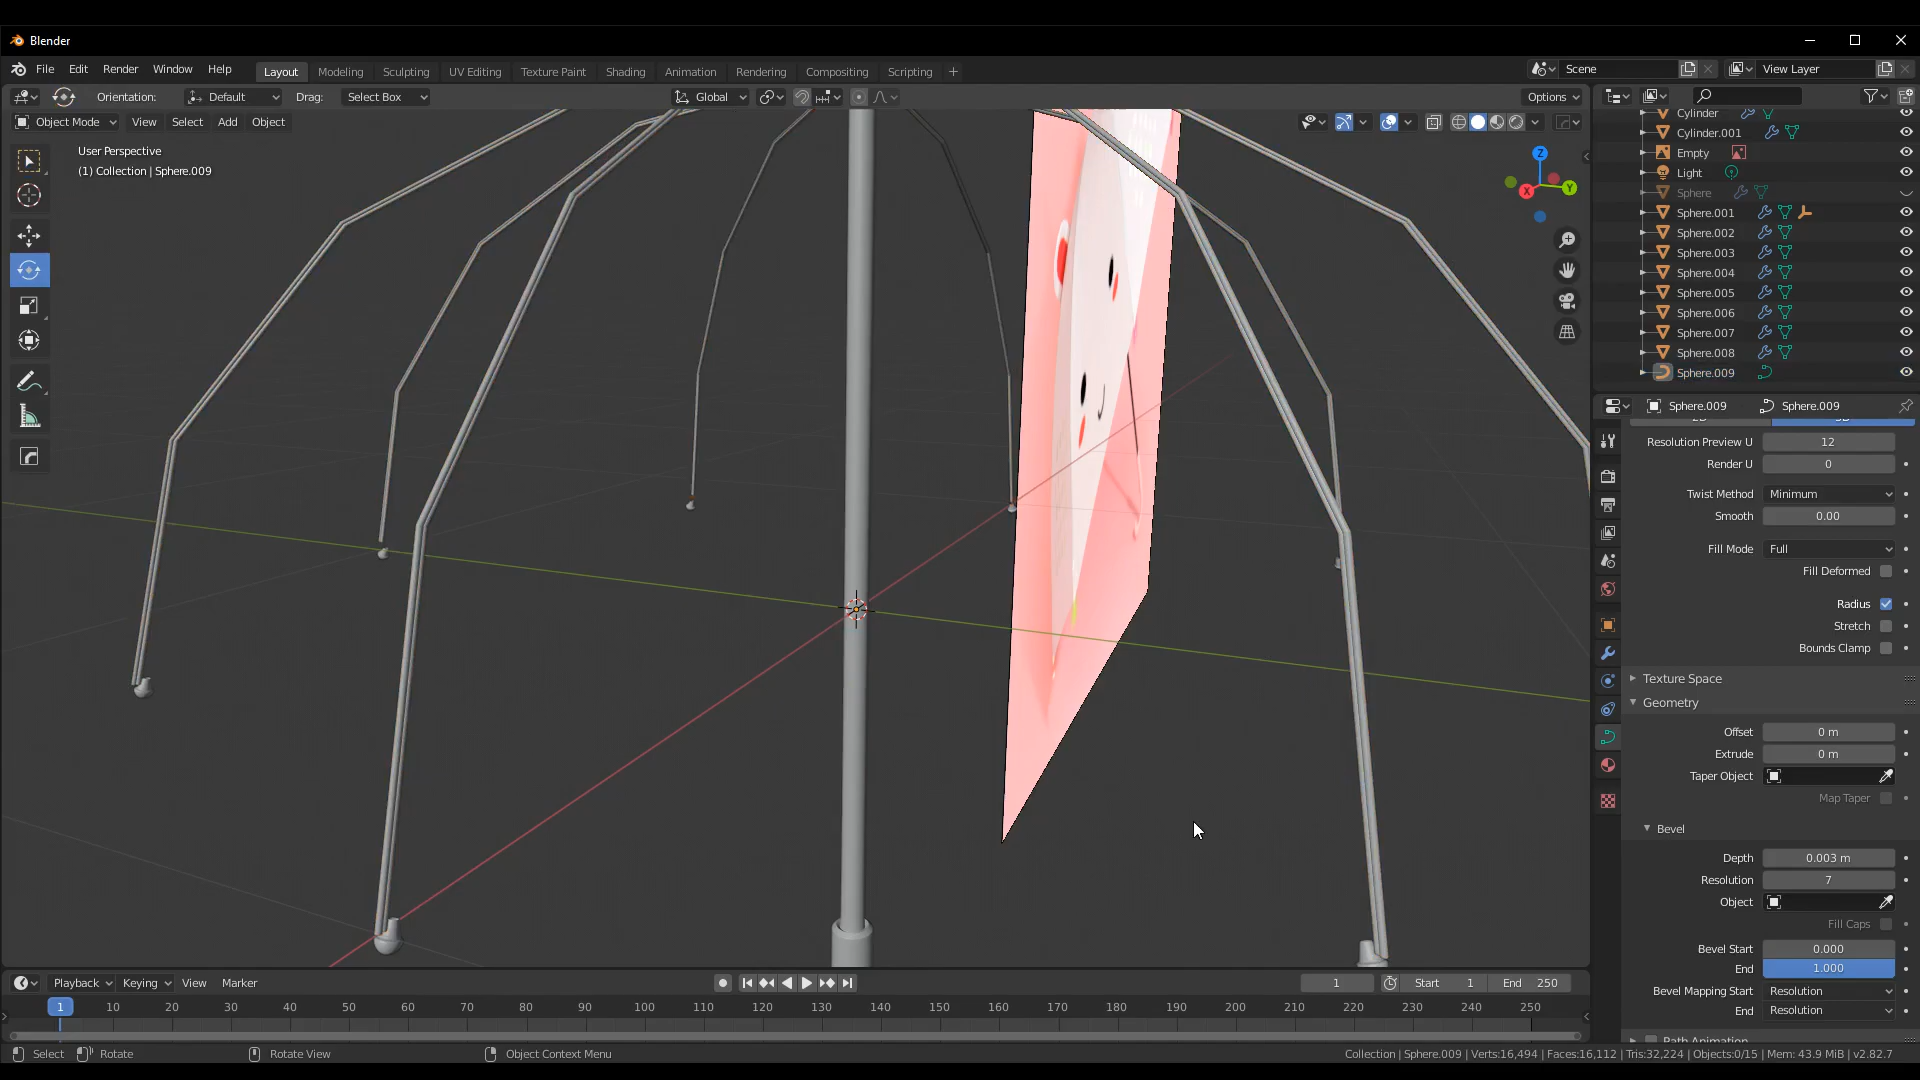 Blender
File Edit Render Window Help Layout Modeling Sculpting UV Editing Texture Paint Shading Animation Rendering Compositing Scripting + Scene View Layer
Orientation: Default Drag: Select Box Global Options
Object Mode View Select Add Object
User Perspective
(1) Collection | Sphere.009
Z
X
Y
Cylinder
Cylinder.001
Empty
Light
Sphere
Sphere.001
Sphere.002
Sphere.003
Sphere.004
Sphere.005
Sphere.006
Sphere.007
Sphere.008
Sphere.009
Sphere.009 Sphere.009
Resolution Preview U 12
Render U 0
Twist Method Minimum
Smooth 0.00
Fill Mode Full
Fill Deformed
Radius
Stretch
Bounds Clamp
Texture Space
Geometry
Offset 0 m
Extrude 0 m
Taper Object
Map Taper
Bevel
Depth 0.003 m
Resolution 7
Object
Fill Caps
Bevel Start 0.000
End 1.000
Bevel Mapping Start Resolution
End Resolution
Path Animation
Playback Keying View Marker 1 Start 1 End 250
1 10 20 30 40 50 60 70 80 90 100 110 120 130 140 150 160 170 180 190 200 210 220 230 240 250
Select Rotate Rotate View Object Context Menu Collection | Sphere.009 | Verts:16,494 | Faces:16,112 | Tris:32,224 | Objects:0/15 | Mem: 43.9 MiB | v2.82.7